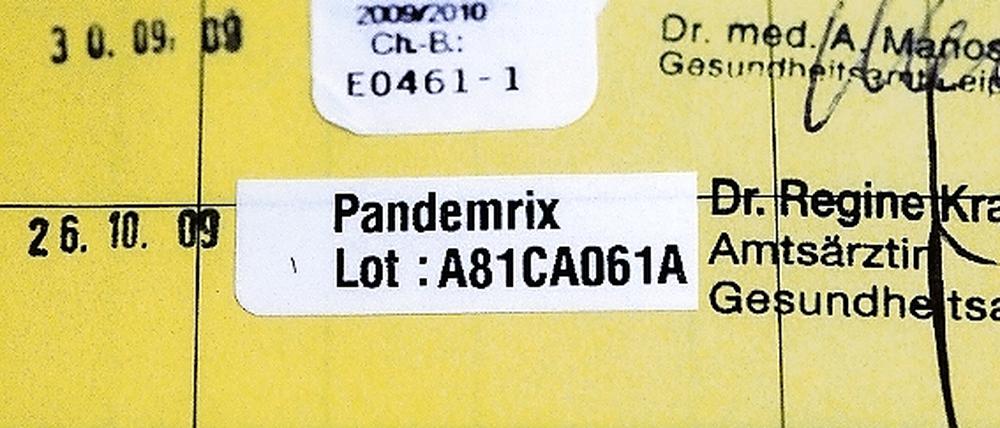 30. 09. 09
2009/2010
Ch.-B.:
E0461-1
Dr. med. A.
26. 10. 09
Pandemrix
Lot : A81CA061A
Dr. Regine
Amtsärztin